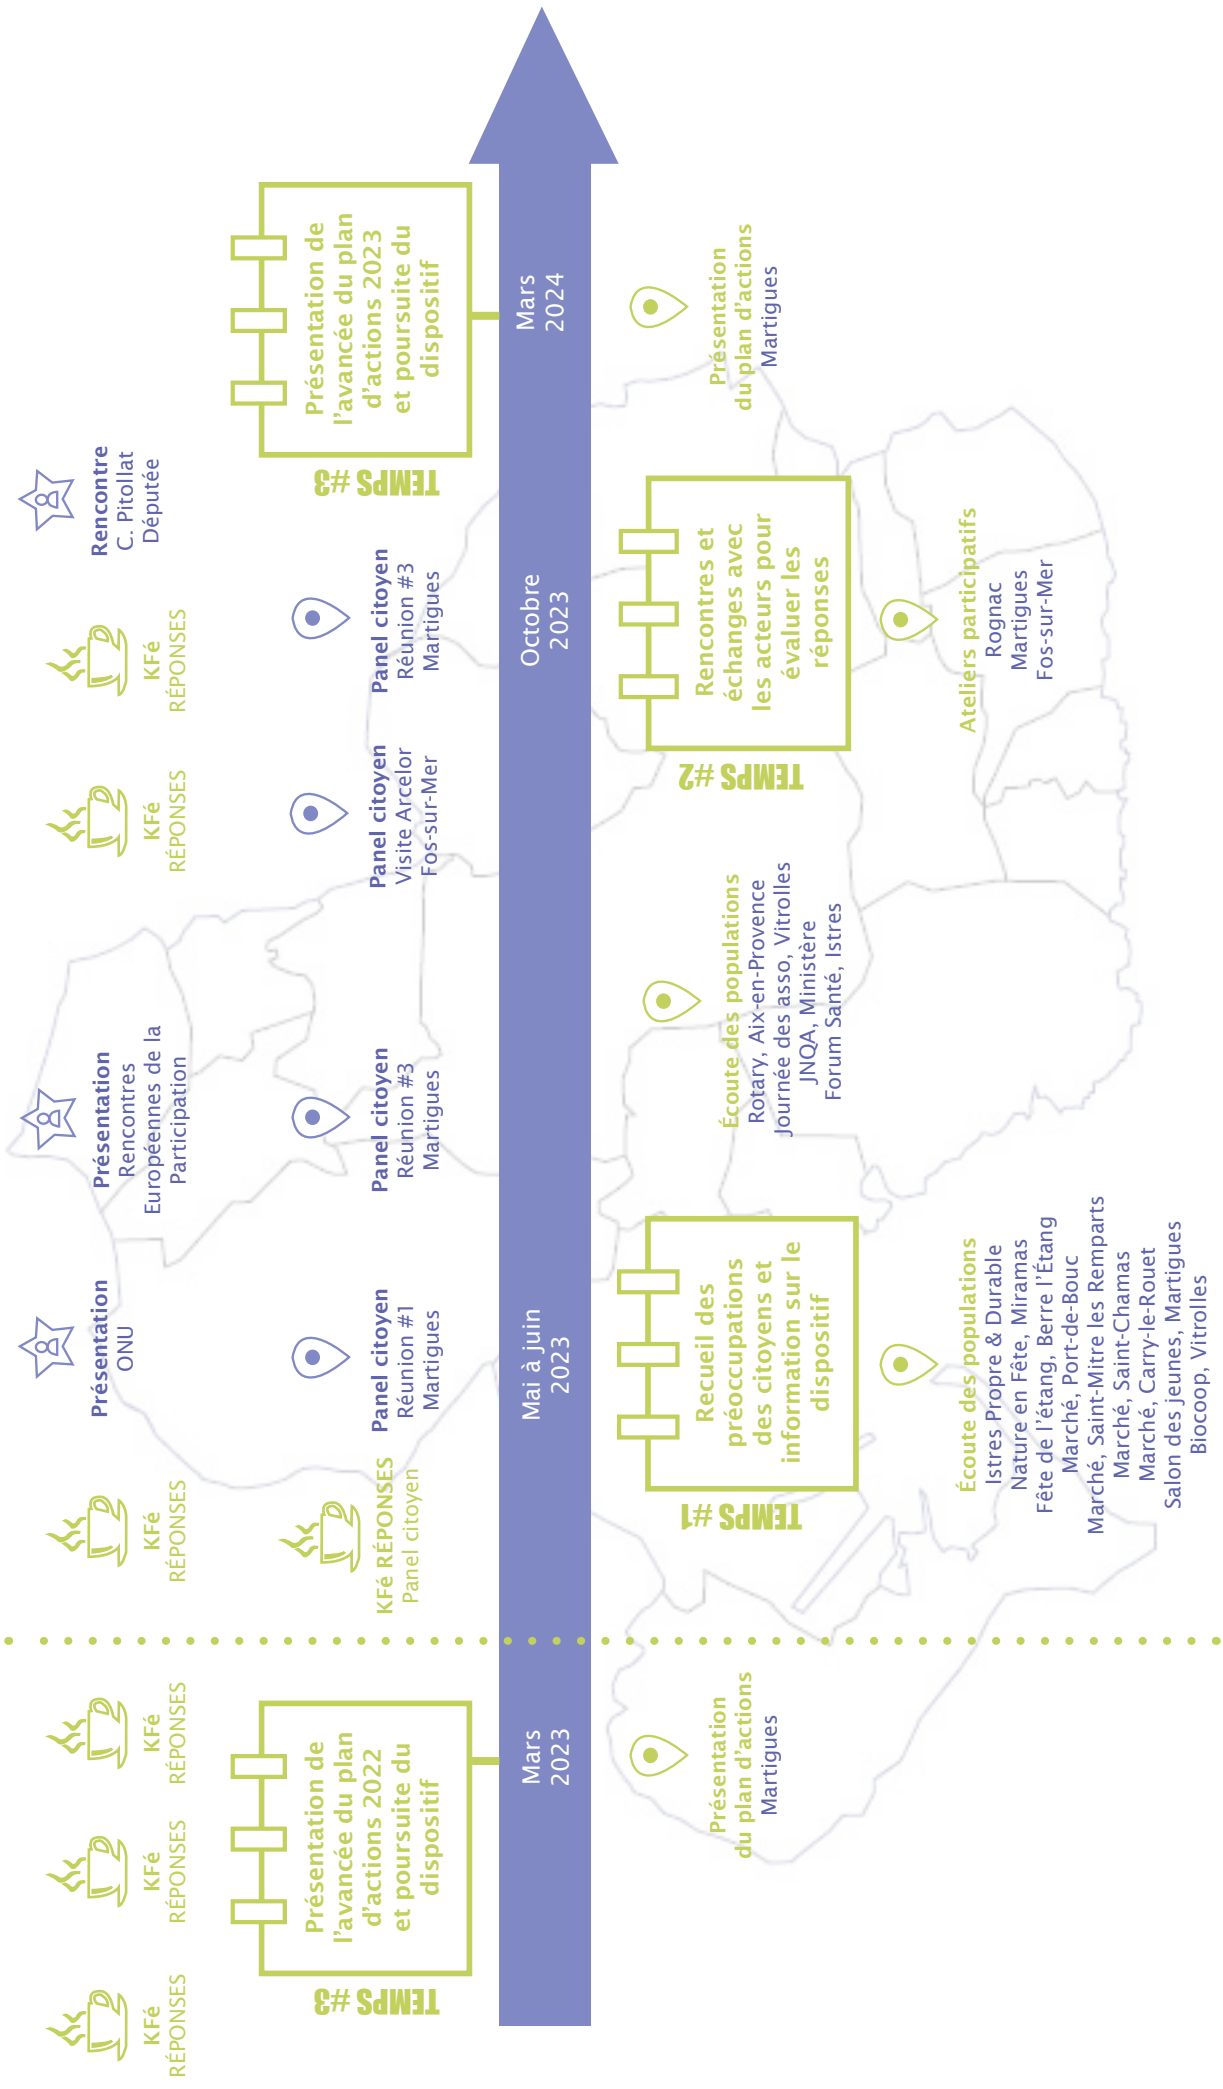 KFé
RÉPONSES
KFé
RÉPONSES
KFé
RÉPONSES
KFé
RÉPONSES
Présentation
ONU
Présentation
Rencontres
Européennes de la
Participation
KFé
RÉPONSES
KFé
RÉPONSES
Rencontre
C. Pitollat
Députée
TEMPS #3
Présentation de
l'avancée du plan
d'actions 2022
et poursuite du
dispositif
KFé RÉPONSES
Panel citoyen
Panel citoyen
Réunion #1
Martigues
Panel citoyen
Réunion #3
Martigues
Panel citoyen
Visite Arcelor
Fos-sur-Mer
Panel citoyen
Réunion #3
Martigues
TEMPS #3
Présentation de
l'avancée du plan
d'actions 2023
et poursuite du
dispositif
Mars
2023
Mai à juin
2023
Octobre
2023
Mars
2024
Présentation
du plan d'actions
Martigues
TEMPS #1
Recueil des
préoccupations
des citoyens et
information sur le
dispositif
Écoute des populations
Istres Propre & Durable
Nature en Fête, Miramas
Fête de l'étang, Berre l'Étang
Marché, Port-de-Bouc
Marché, Saint-Mitre les Remparts
Marché, Saint-Chamas
Marché, Carry-le-Rouet
Salon des jeunes, Martigues
Biocoop, Vitrolles
Écoute des populations
Rotary, Aix-en-Provence
Journée des asso, Vitrolles
JNQA, Ministère
Forum Santé, Istres
TEMPS #2
Rencontres et
échanges avec
les acteurs pour
évaluer les
réponses
Ateliers participatifs
Rognac
Martigues
Fos-sur-Mer
Présentation
du plan d'actions
Martigues